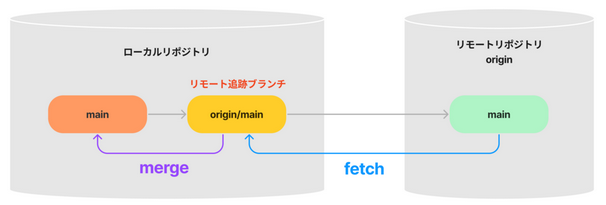 ローカルリポジトリ
リモートリポジトリ
origin
リモート追跡ブランチ
main
origin/main
main
merge
fetch